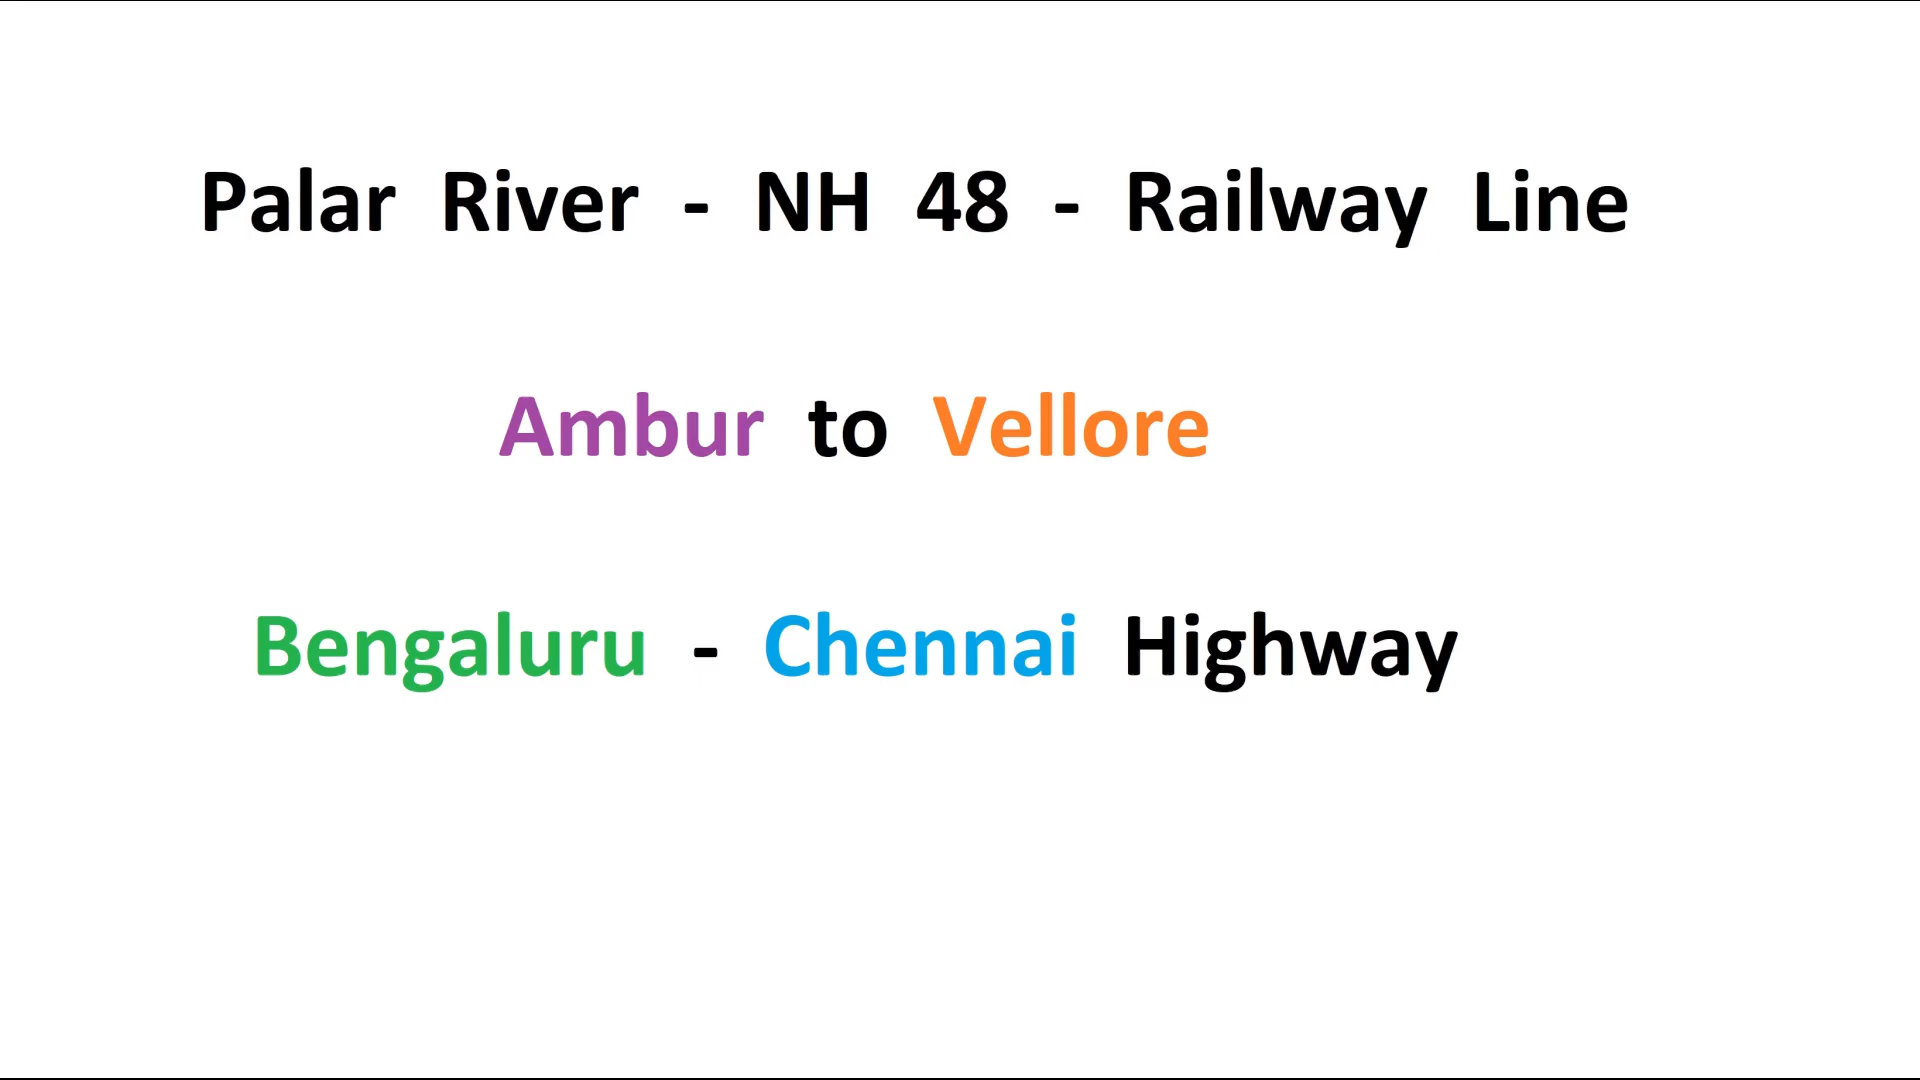 Palar River - NH 48 - Railway Line
Ambur to Vellore
Bengaluru - Chennai Highway